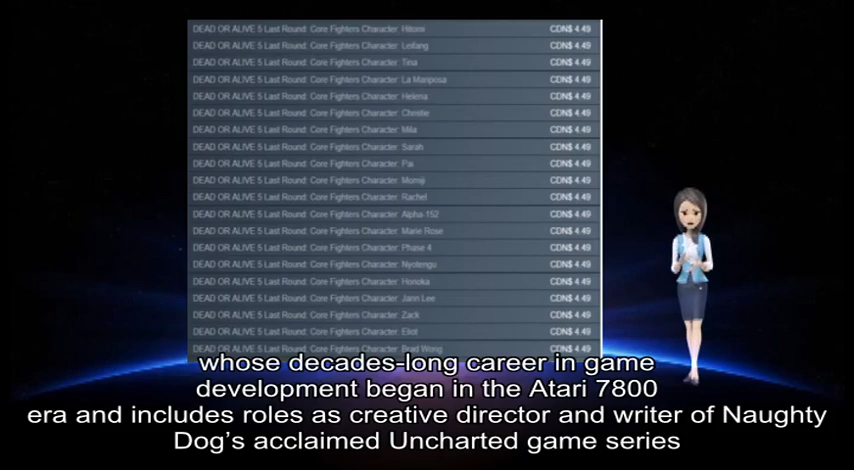 DEAD OR ALIVE 5 Last Round: Core Fighters Character: Hitomi CDN$ 4.49
DEAD OR ALIVE 5 Last Round: Core Fighters Character: Leifang CDN$ 4.49
DEAD OR ALIVE 5 Last Round: Core Fighters Character: Tina CDN$ 4.49
DEAD OR ALIVE 5 Last Round: Core Fighters Character: La Mariposa CDN$ 4.49
DEAD OR ALIVE 5 Last Round: Core Fighters Character: Helena CDN$ 4.49
DEAD OR ALIVE 5 Last Round: Core Fighters Character: Christie CDN$ 4.49
DEAD OR ALIVE 5 Last Round: Core Fighters Character: Mila CDN$ 4.49
DEAD OR ALIVE 5 Last Round: Core Fighters Character: Sarah CDN$ 4.49
DEAD OR ALIVE 5 Last Round: Core Fighters Character: Pai CDN$ 4.49
DEAD OR ALIVE 5 Last Round: Core Fighters Character: Momiji CDN$ 4.49
DEAD OR ALIVE 5 Last Round: Core Fighters Character: Rachel CDN$ 4.49
DEAD OR ALIVE 5 Last Round: Core Fighters Character: Alpha-152 CDN$ 4.49
DEAD OR ALIVE 5 Last Round: Core Fighters Character: Marie Rose CDN$ 4.49
DEAD OR ALIVE 5 Last Round: Core Fighters Character: Phase 4 CDN$ 4.49
DEAD OR ALIVE 5 Last Round: Core Fighters Character: Nyotengu CDN$ 4.49
DEAD OR ALIVE 5 Last Round: Core Fighters Character: Honoka CDN$ 4.49
DEAD OR ALIVE 5 Last Round: Core Fighters Character: Jann Lee CDN$ 4.49
DEAD OR ALIVE 5 Last Round: Core Fighters Character: Zack CDN$ 4.49
DEAD OR ALIVE 5 Last Round: Core Fighters Character: Eliot CDN$ 4.49
DEAD OR ALIVE 5 Last Round: Core Fighters Character: Brad Wong CDN$ 4.49
whose decades-long career in game
development began in the Atari 7800
era and includes roles as creative director and writer of Naughty
Dog's acclaimed Uncharted game series